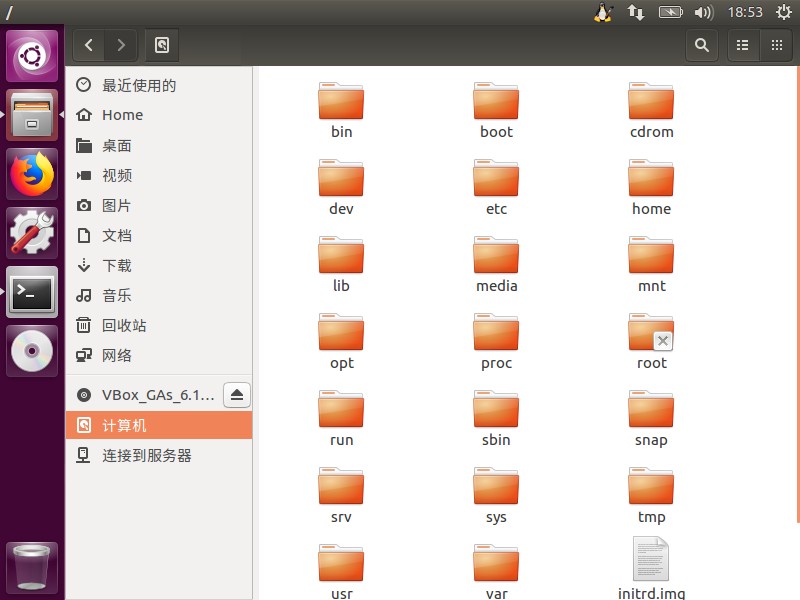 /
18:53
最近使用的
Home
桌面
视频
图片
文档
下载
音乐
回收站
网络
VBox_GAs_6.1...
计算机
连接到服务器
bin
boot
cdrom
dev
etc
home
lib
media
mnt
opt
proc
root
run
sbin
snap
srv
sys
tmp
usr
var
initrd.img